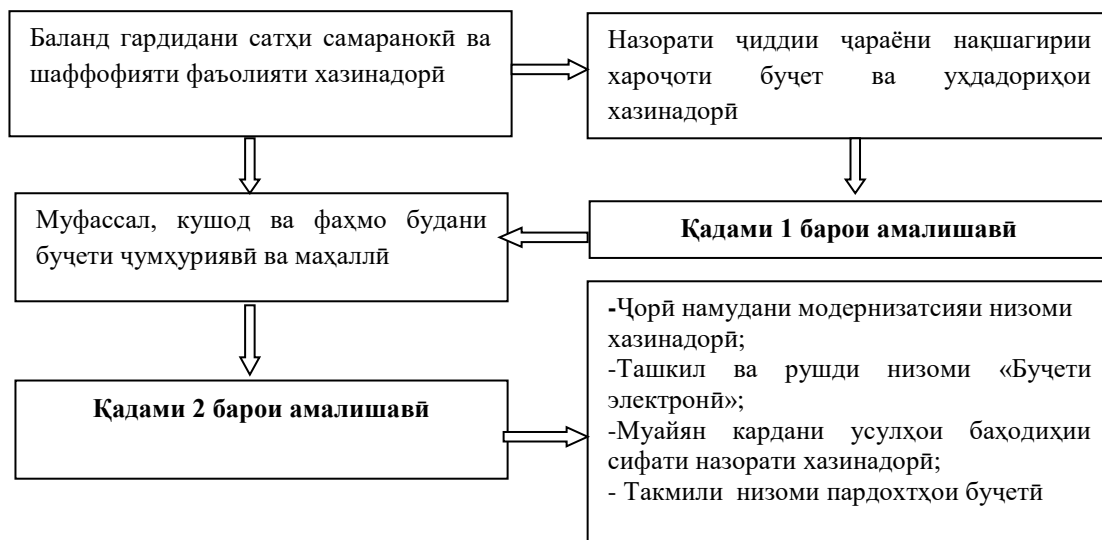 Баланд гардидани сатҳи самаранокӣ ва
шаффофияти фаъолияти хазинадорӣ
Назорати ҷиддии ҷараёни нақшагирии
хароҷоти буҷет ва уҳдадориҳои
хазинадорӣ
Муфассал, кушод ва фаҳмо будани
буҷети ҷумҳуриявӣ ва маҳаллӣ
Қадами 1 барои амалишавӣ
Қадами 2 барои амалишавӣ
-Ҷорӣ намудани модернизатсияи низоми
хазинадорӣ;
-Ташкил ва рушди низоми «Буҷети
электронӣ»;
-Муайян кардани усулҳои баҳодиҳии
сифати назорати хазинадорӣ;
- Такмили низоми пардохтҳои буҷетӣ